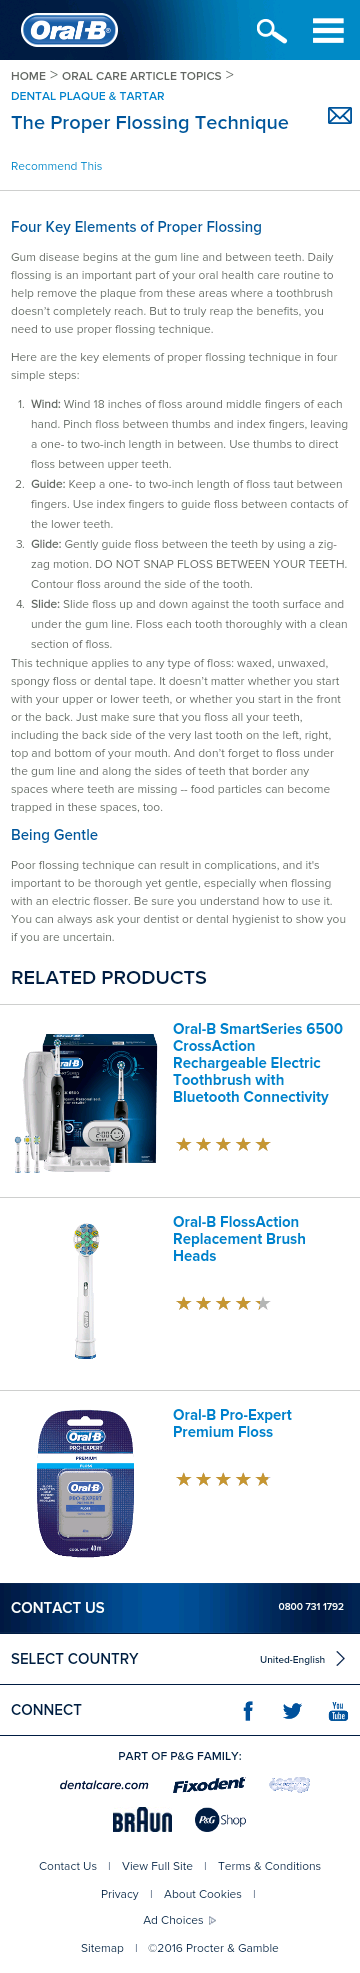 Oral-B
HOME > ORAL CARE ARTICLE TOPICS >
DENTAL PLAQUE & TARTAR
The Proper Flossing Technique
Recommend This
Four Key Elements of Proper Flossing
Gum disease begins at the gum line and between teeth. Daily
flossing is an important part of your oral health care routine to
help remove the plaque from these areas where a toothbrush
doesn't completely reach. But to truly reap the benefits, you
need to use proper flossing technique.
Here are the key elements of proper flossing technique in four
simple steps:
1. Wind: Wind 18 inches of floss around middle fingers of each
hand. Pinch floss between thumbs and index fingers, leaving
a one- to two-inch length in between. Use thumbs to direct
floss between upper teeth.
2. Guide: Keep a one- to two-inch length of floss taut between
fingers. Use index fingers to guide floss between contacts of
the lower teeth.
3. Glide: Gently guide floss between the teeth by using a zig-
zag motion. DO NOT SNAP FLOSS BETWEEN YOUR TEETH.
Contour floss around the side of the tooth.
4. Slide: Slide floss up and down against the tooth surface and
under the gum line. Floss each tooth thoroughly with a clean
section of floss.
This technique applies to any type of floss: waxed, unwaxed,
spongy floss or dental tape. It doesn't matter whether you start
with your upper or lower teeth, or whether you start in the front
or the back. Just make sure that you floss all your teeth,
including the back side of the very last tooth on the left, right,
top and bottom of your mouth. And don't forget to floss under
the gum line and along the sides of teeth that border any
spaces where teeth are missing -- food particles can become
trapped in these spaces, too.
Being Gentle
Poor flossing technique can result in complications, and it's
important to be thorough yet gentle, especially when flossing
with an electric flosser. Be sure you understand how to use it.
You can always ask your dentist or dental hygienist to show you
if you are uncertain.
RELATED PRODUCTS
Oral-B
Oral-B SmartSeries 6500
CrossAction
Rechargeable Electric
Toothbrush with
Bluetooth Connectivity
Oral-B FlossAction
Replacement Brush
Heads
Oral-B
PRO-EXPERT
PREMIUM
FLOSS
Oral-B
PRO-EXPERT
PREMIUM
FLOSS
COOL MINT 40m
Oral-B Pro-Expert
Premium Floss
CONTACT US 0800 731 1792
SELECT COUNTRY United-English
CONNECT f You Tube
PART OF P&G FAMILY:
dentalcare.com Fixodent
BRAUN P&G Shop
Contact Us | View Full Site | Terms & Conditions
Privacy | About Cookies |
Ad Choices
Sitemap | ©2016 Procter & Gamble